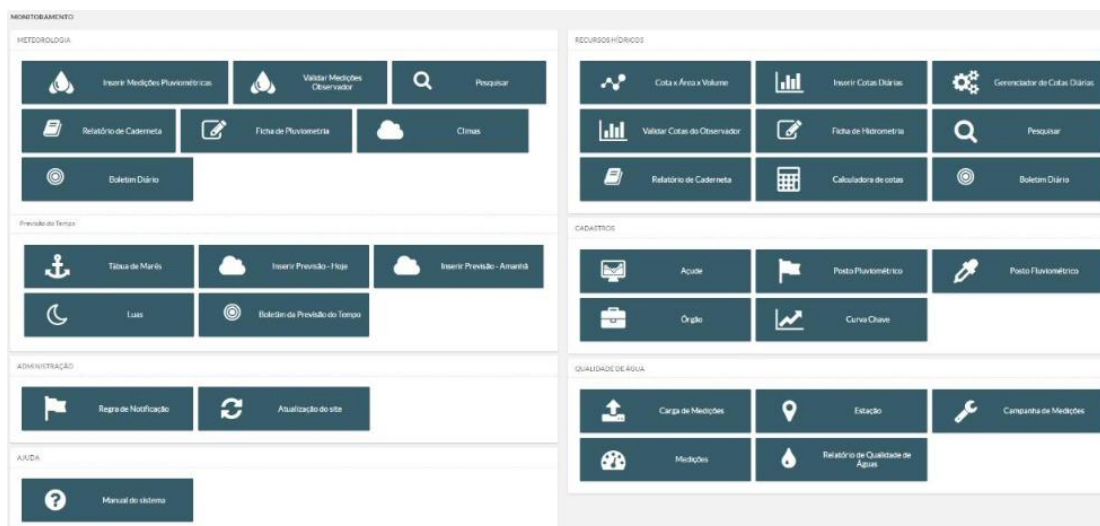 MONITORAMENTO
METEOROLOGIA
Inserir Medições Pluviométricas
Validar Medições
Observador
Pesquisar
Relatório de Caderneta
Ficha de Pluviometria
Climas
Boletim Diário
Previsão do Tempo
Tábua de Marés
Inserir Previsão - Hoje
Inserir Previsão - Amanhã
Luas
Boletim da Previsão do Tempo
ADMINISTRAÇÃO
Regra de Notificação
Atualização do site
AJUDA
Manual do sistema
RECURSOS HÍDRICOS
Cota x Área x Volume
Inserir Cotas Diárias
Gerenciador de Cotas Diárias
Validar Cotas do Observador
Ficha de Hidrometria
Pesquisar
Relatório de Caderneta
Calculadora de cotas
Boletim Diário
CADASTROS
Açude
Posto Pluviométrico
Posto Fluviométrico
Órgão
Curva Chave
QUALIDADE DE ÁGUA
Carga de Medições
Estação
Campanha de Medições
Medições
Relatório de Qualidade de
Águas